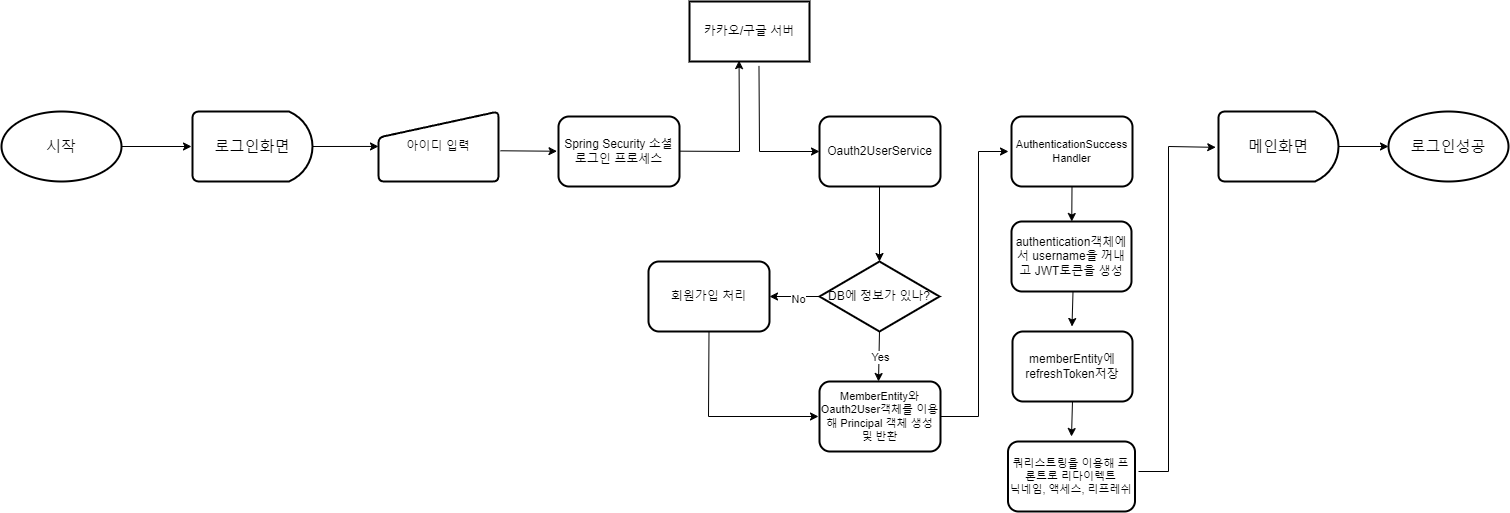 카카오/구글 서버
시작
로그인화면
아이디 입력
Spring Security 소셜
로그인 프로세스
Oauth2UserService
AuthenticationSuccess
Handler
메인화면
로그인성공
authentication객체에
서 username을 꺼내
고 JWT토큰을 생성
회원가입 처리
No
DB에 정보가 있나?
Yes
memberEntity에
refreshToken저장
MemberEntity와
Oauth2User객체를 이용
해 Principal 객체 생성
및 반환
쿼리스트링을 이용해 프
론트로 리다이렉트
닉네임, 액세스, 리프레쉬